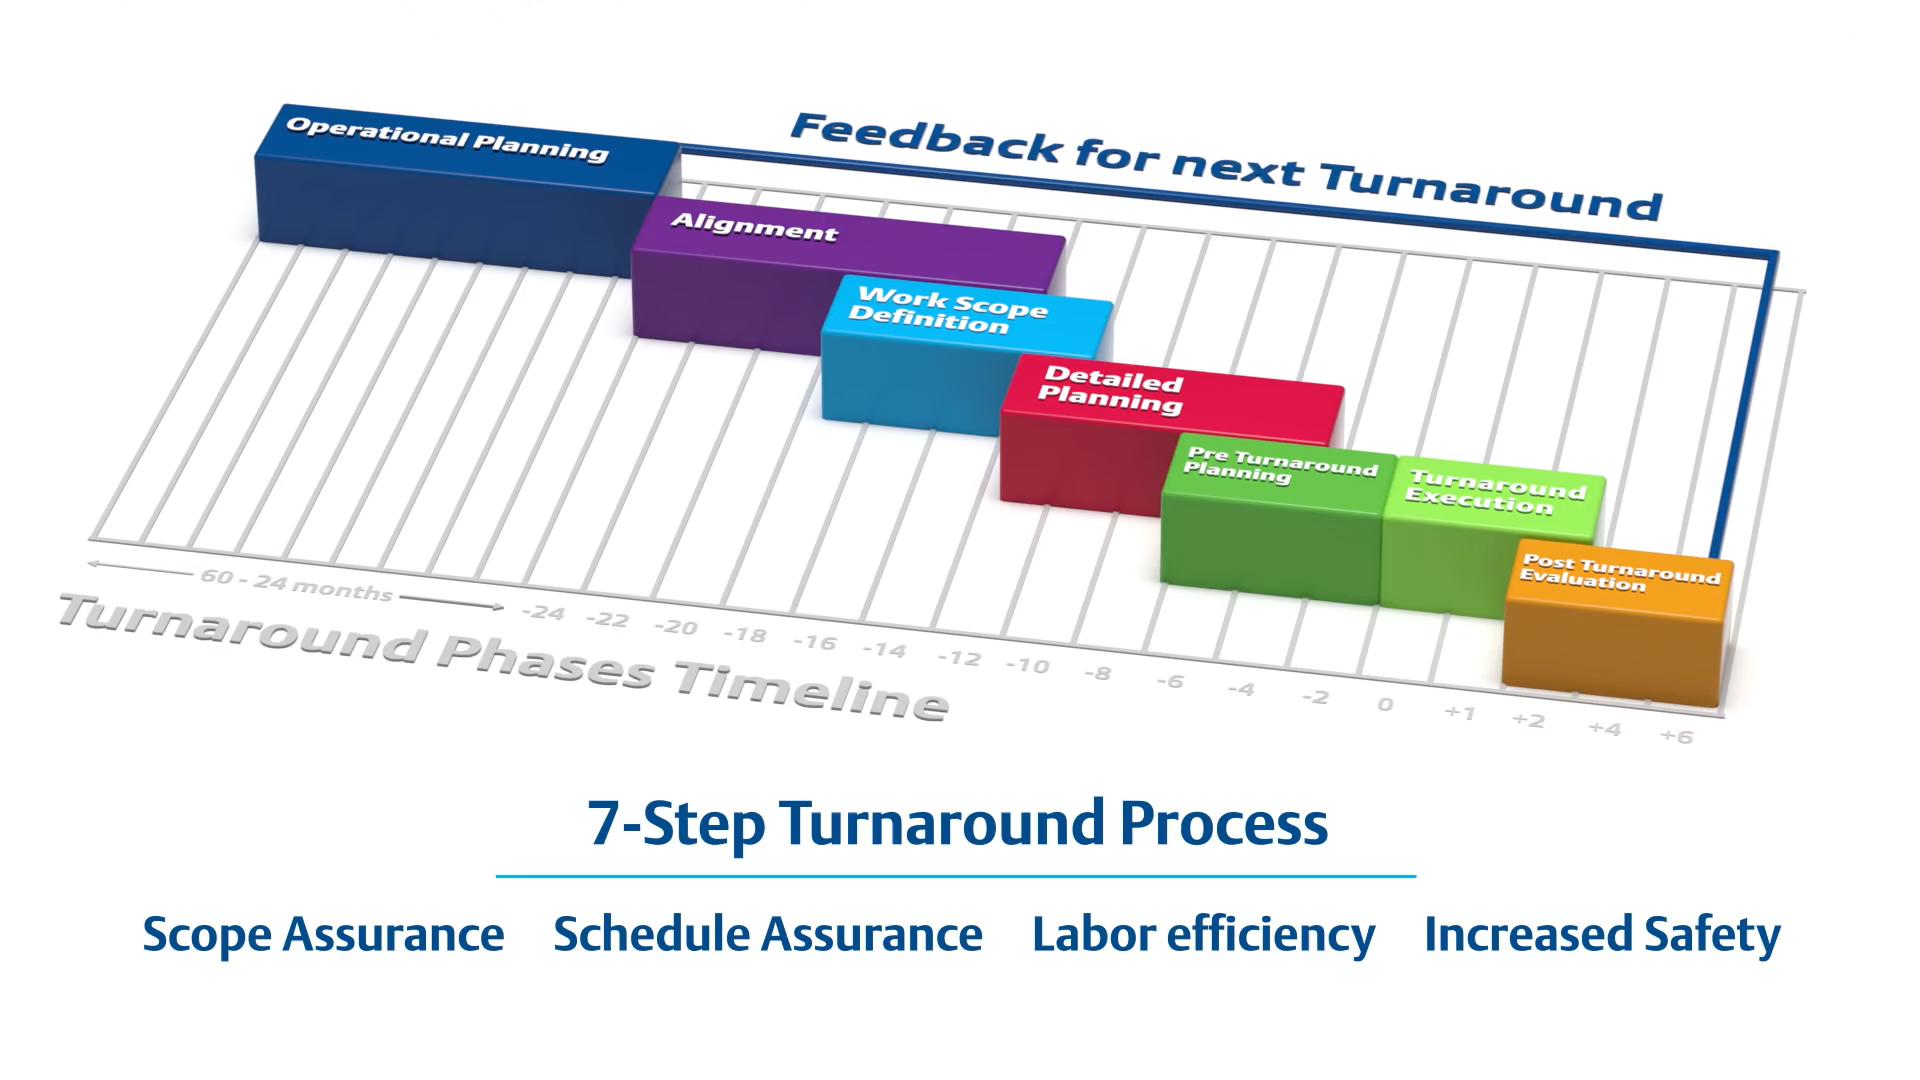 Feedback for next Turnaround
Operational Planning
Alignment
Work Scope
Definition
Detailed
Planning
Pre Turnaround
Planning
Turnaround
Execution
Post Turnaround
Evaluation
60 - 24 months
-24 -22 -20 -18 -16 -14 -12 -10 -8 -6 -4 -2 0 +1 +2 +4 +6
Turnaround Phases Timeline
7-Step Turnaround Process
Scope Assurance Schedule Assurance Labor efficiency Increased Safety